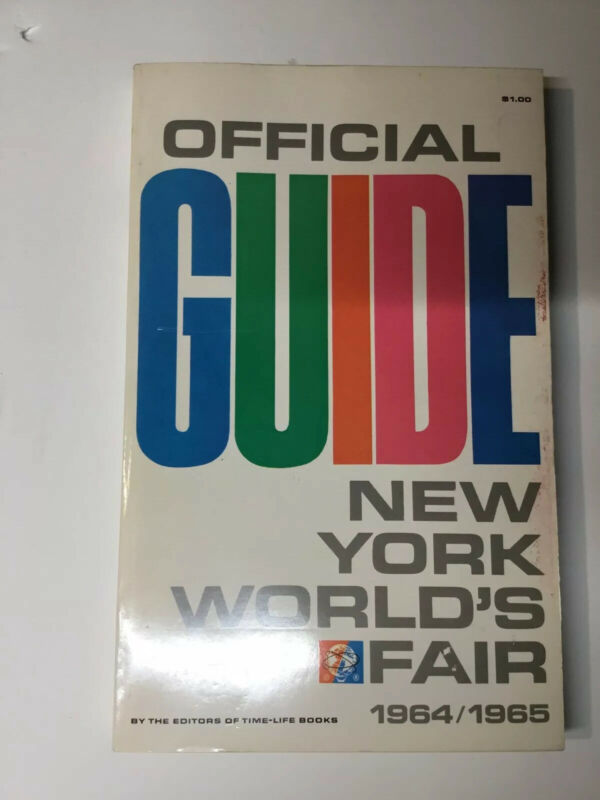 $1.00
OFFICIAL
GUIDE
NEW
YORK
WORLD'S
FAIR
BY THE EDITORS OF TIME-LIFE BOOKS
1964/1965